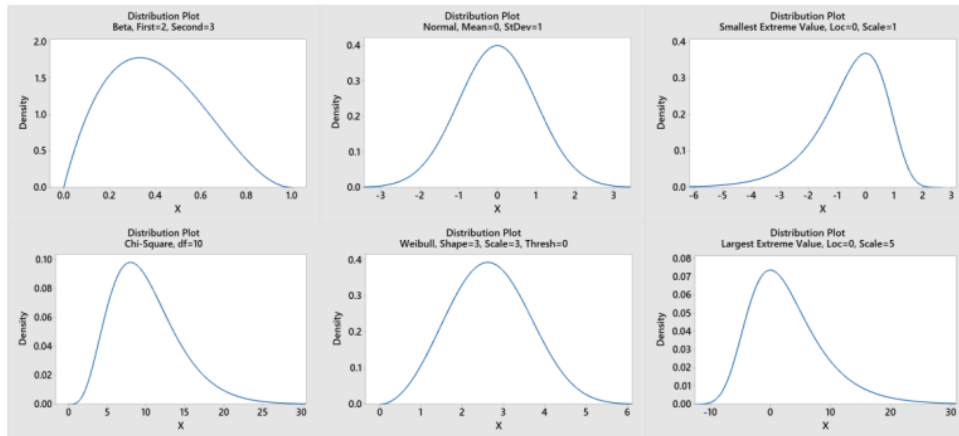 Distribution Plot
Beta, First=2, Second=3
2.0
1.5
1.0
0.5
0.0
Density
0.0 0.2 0.4 0.6 0.8 1.0
X
Distribution Plot
Normal, Mean=0, StDev=1
0.4
0.3
0.2
0.1
0.0
Density
-3 -2 -1 0 1 2 3
X
Distribution Plot
Smallest Extreme Value, Loc=0, Scale=1
0.4
0.3
0.2
0.1
0.0
Density
-6 -5 -4 -3 -2 -1 0 1 2 3
X
Distribution Plot
Chi-Square, df=10
0.10
0.08
0.06
0.04
0.02
0.00
Density
0 5 10 15 20 25 30
X
Distribution Plot
Weibull, Shape=3, Scale=3, Thresh=0
0.4
0.3
0.2
0.1
0.0
Density
0 1 2 3 4 5 6
X
Distribution Plot
Largest Extreme Value, Loc=0, Scale=5
0.08
0.07
0.06
0.05
0.04
0.03
0.02
0.01
0.00
Density
-10 0 10 20 30
X